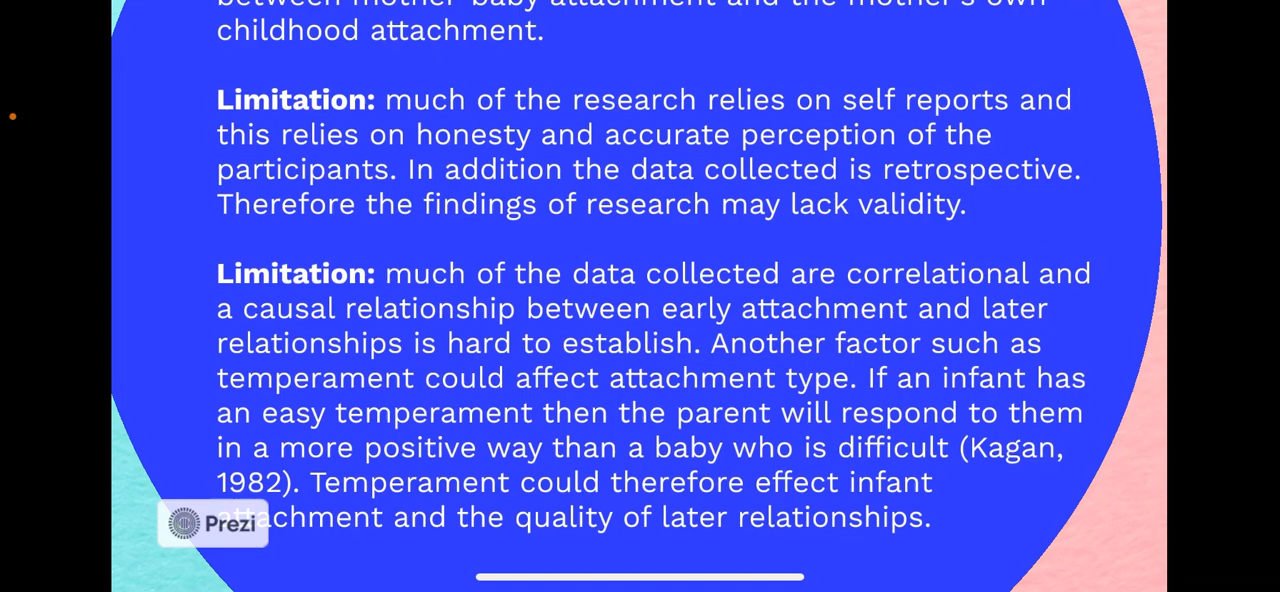 childhood attachment.
Limitation: much of the research relies on self reports and
this relies on honesty and accurate perception of the
participants. In addition the data collected is retrospective.
Therefore the findings of research may lack validity.
Limitation: much of the data collected are correlational and
a causal relationship between early attachment and later
relationships is hard to establish. Another factor such as
temperament could affect attachment type. If an infant has
an easy temperament then the parent will respond to them
in a more positive way than a baby who is difficult (Kagan,
1982). Temperament could therefore effect infant
attachment and the quality of later relationships.
Prezi